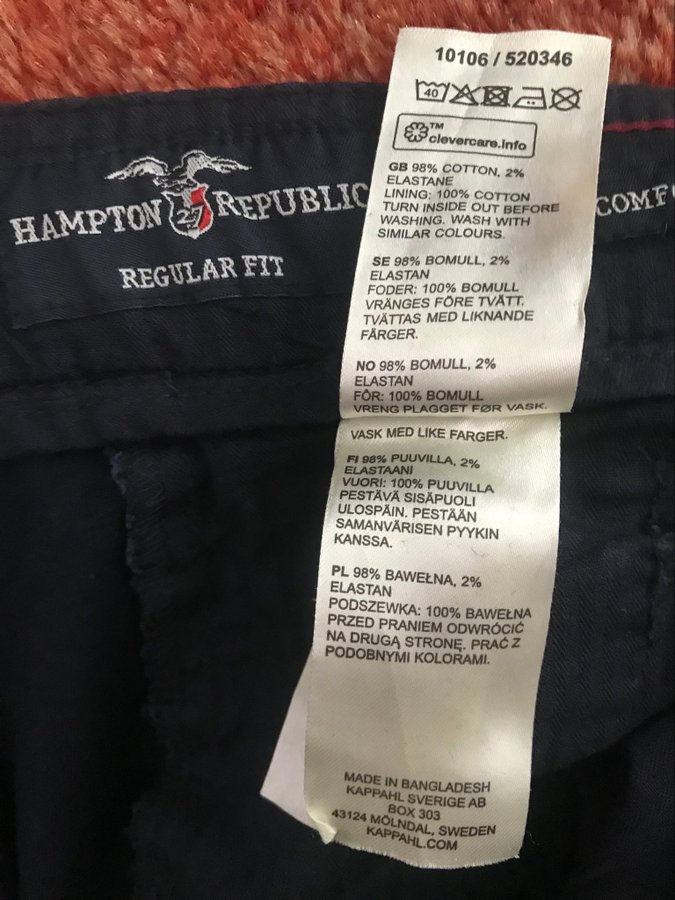 HAMPTON 27 REPUBLIC
REGULAR FIT
COMF
10106 / 520346
40
clevercare.info™
GB 98% COTTON, 2%
ELASTANE
LINING: 100% COTTON
TURN INSIDE OUT BEFORE
WASHING. WASH WITH
SIMILAR COLOURS.
SE 98% BOMULL, 2%
ELASTAN
FODER: 100% BOMULL
VRÄNGES FÖRE TVÄTT.
TVÄTTAS MED LIKNANDE
FÄRGER.
NO 98% BOMULL, 2%
ELASTAN
FÔR: 100% BOMULL
VRENG PLAGGET FØR VASK.
VASK MED LIKE FARGER.
FI 98% PUUVILLA, 2%
ELASTAANI
VUORI: 100% PUUVILLA
PESTÄVÄ SISÄPUOLI
ULOSPÄIN. PESTÄÄN
SAMANVÄRISEN PYYKIN
KANSSA.
PL 98% BAWEŁNA, 2%
ELASTAN
PODSZEWKA: 100% BAWEŁNA
PRZED PRANIEM ODWRÓCIĆ
NA DRUGĄ STRONĘ. PRAĆ Z
PODOBNYMI KOLORAMI.
MADE IN BANGLADESH
KAPPAHL SVERIGE AB
BOX 303
43124 MÖLNDAL, SWEDEN
KAPPAHL.COM